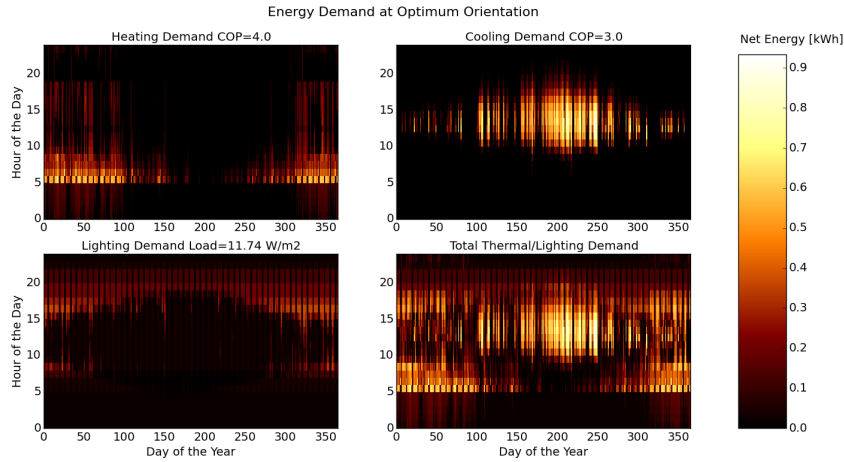 Energy Demand at Optimum Orientation
Heating Demand COP=4.0
Cooling Demand COP=3.0
Net Energy [kWh]
Hour of the Day
20
15
10
5
0
0 50 100 150 200 250 300 350
20
15
10
5
0
0 50 100 150 200 250 300 350
Lighting Demand Load=11.74 W/m2
Total Thermal/Lighting Demand
Hour of the Day
20
15
10
5
0
0 50 100 150 200 250 300 350
Day of the Year
20
15
10
5
0
0 50 100 150 200 250 300 350
Day of the Year
0.9
0.8
0.7
0.6
0.5
0.4
0.3
0.2
0.1
0.0